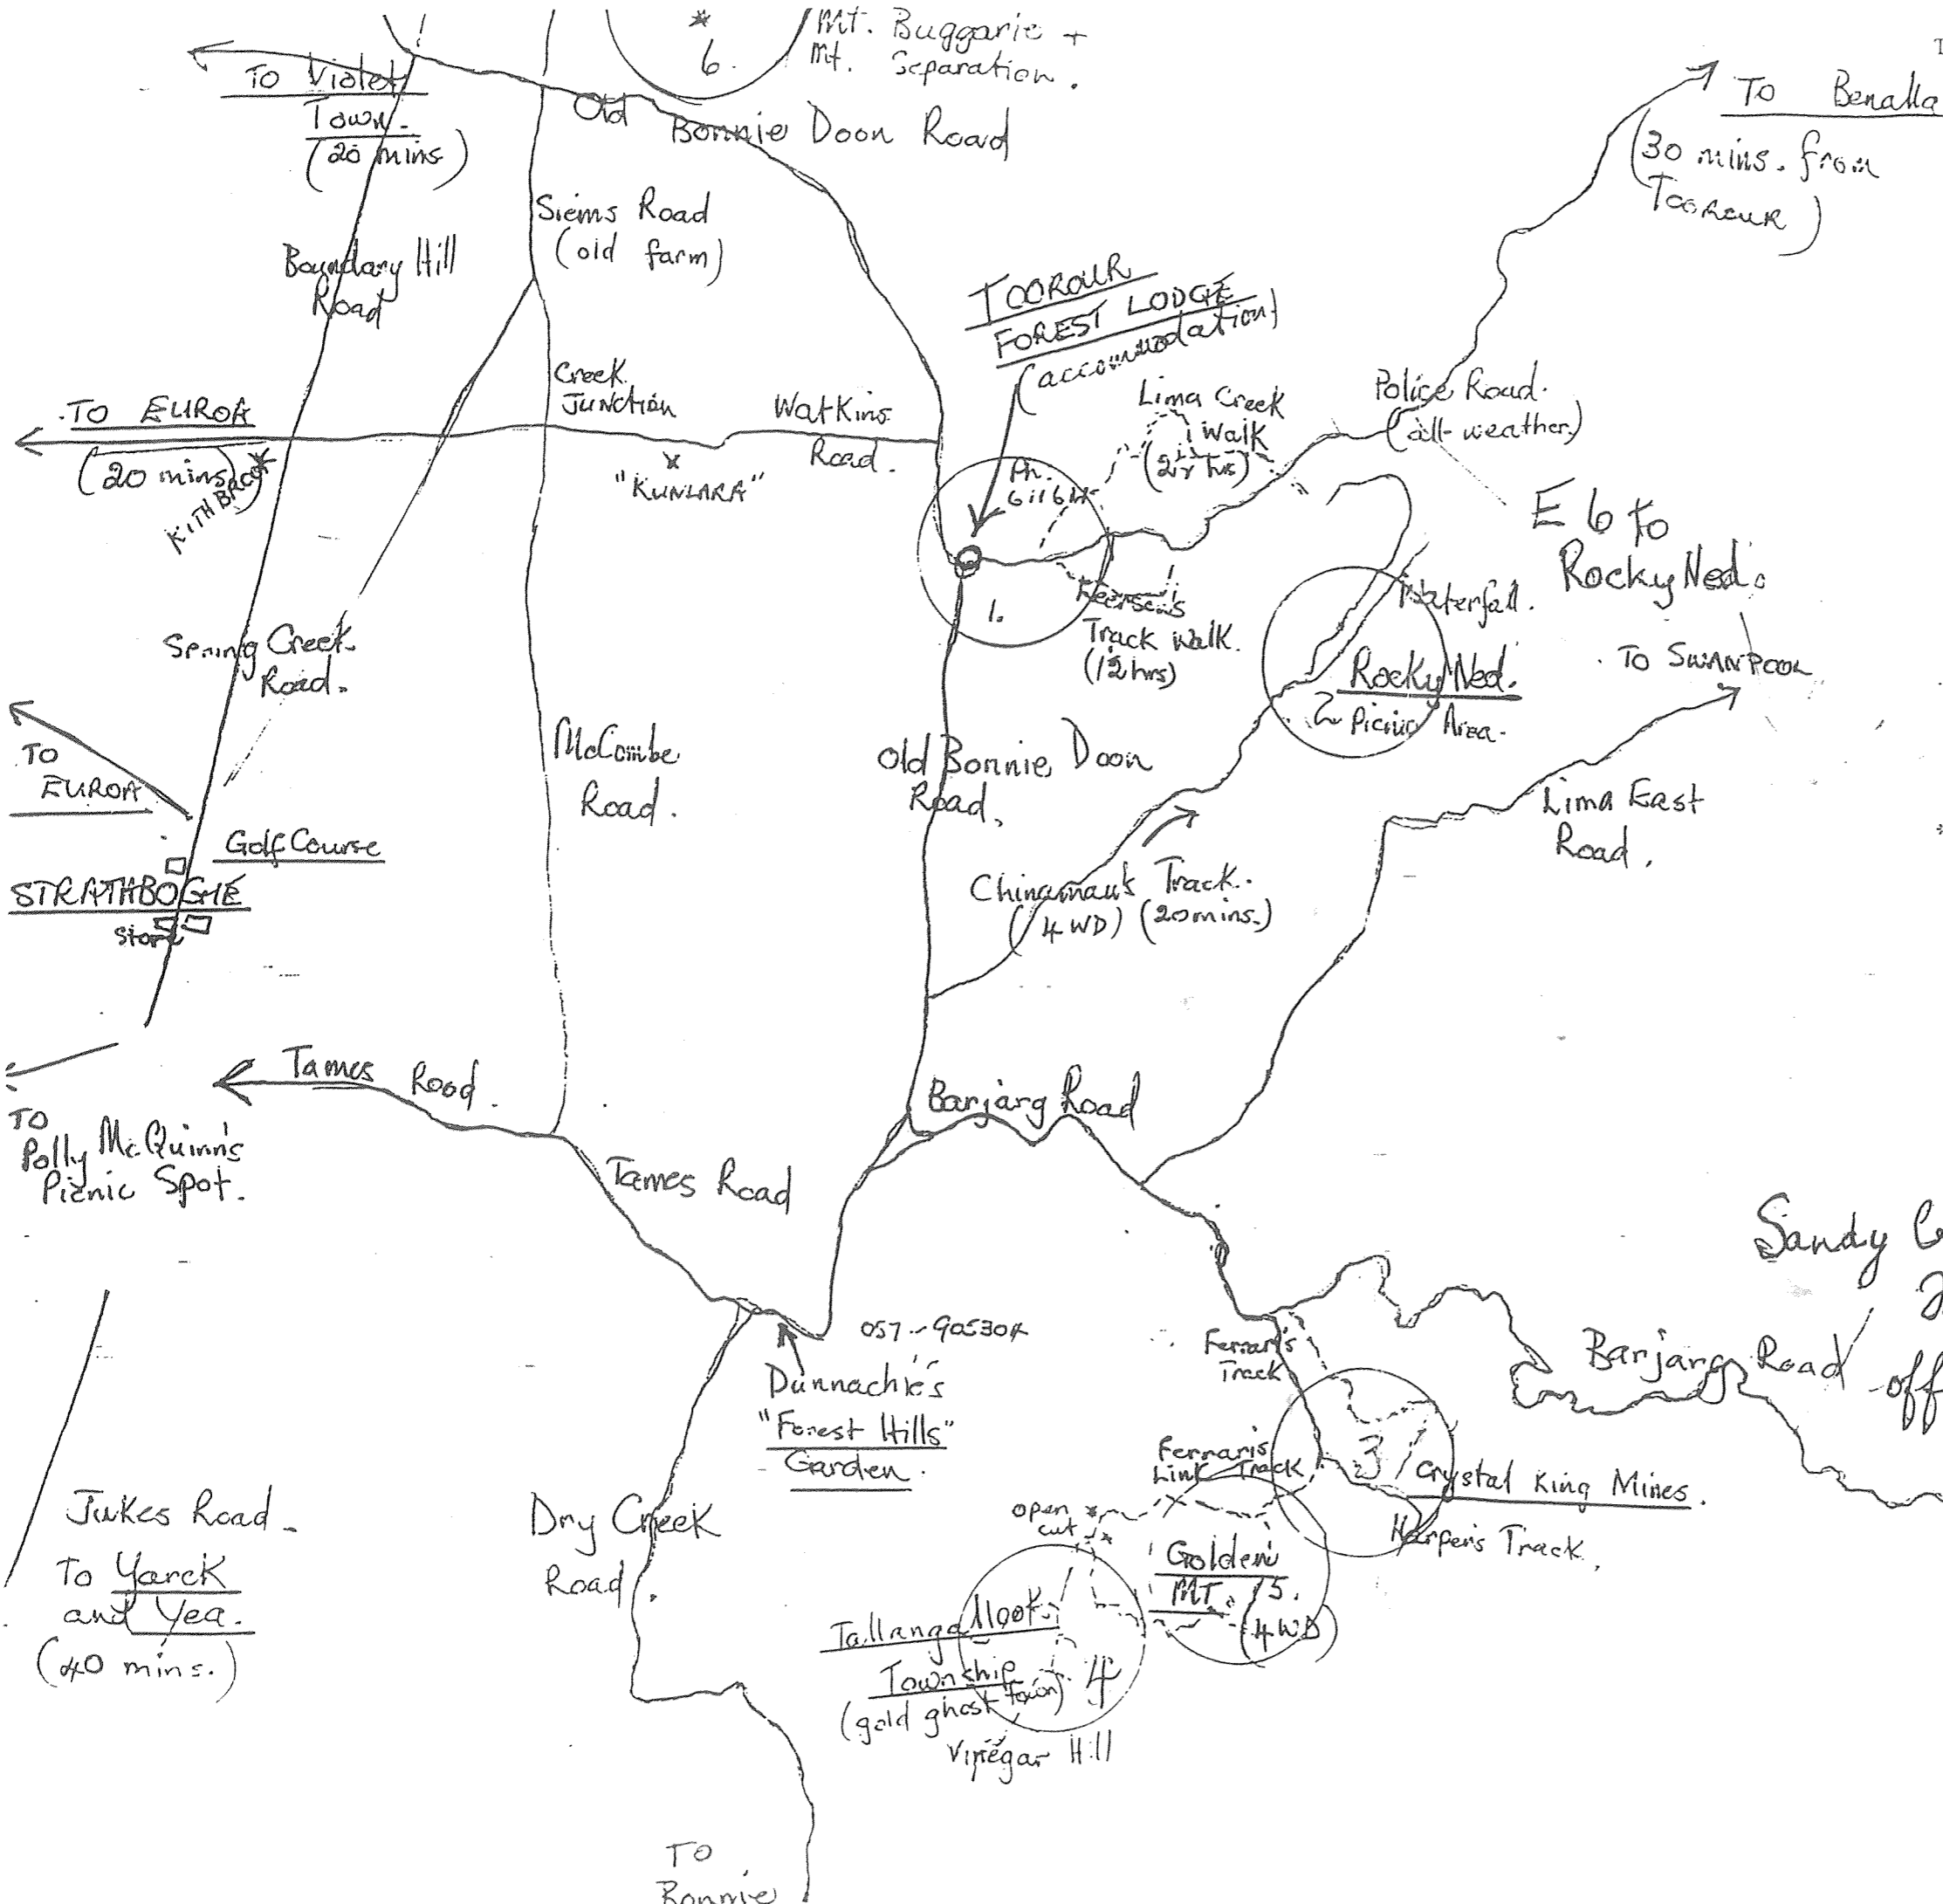 *
6.
Mt. Buggarie +
Mt. Separation.
TO Violet
Town.
(20 mins)
Old Bonnie Doon Road
TO Benalla
(30 mins. from
TOOROUR)
Siems Road
(old farm)
Boundary Hill
Road
TOOROUR
FOREST LODGE
(accommodation)
Creek
JUNCTION
Watkins
Road.
Lima Creek
Walk
Police Road.
(all-weather)
TO EUROA
(20 mins)
"KUNLARA"
Ph.
E 6 to
Rocky Ned.
1.
Track Walk.
Waterfall.
Spring Creek
Road.
TO SWANPOOL
Rocky Ned.
2 Picnic Area.
TO
EUROA
McCombe
Road.
Old Bonnie Doon
Road.
Lima East
Road.
Golf Course
STRATHBOGIE
Store
Chinaman's Track.
(4WD) (20 mins.)
Tames Road.
Barjarg Road
TO
Polly McQuinn's
Picnic Spot.
Tames Road
Sandy
057-905304
Ferrari's
Track
Barjarg Road
off
Dunnachie's
"Forest Hills"
Garden.
Ferraris
Link Track
3
Crystal King Mines.
Harpers Track.
Jukes Road.
To Yarck
and Yea.
(40 mins.)
Dry Creek
Road.
open
cut
Golden
MT. 5.
(4WD)
Tallangallook
Township
(gold ghost town)
4
Vinegar Hill
TO
Bonnie